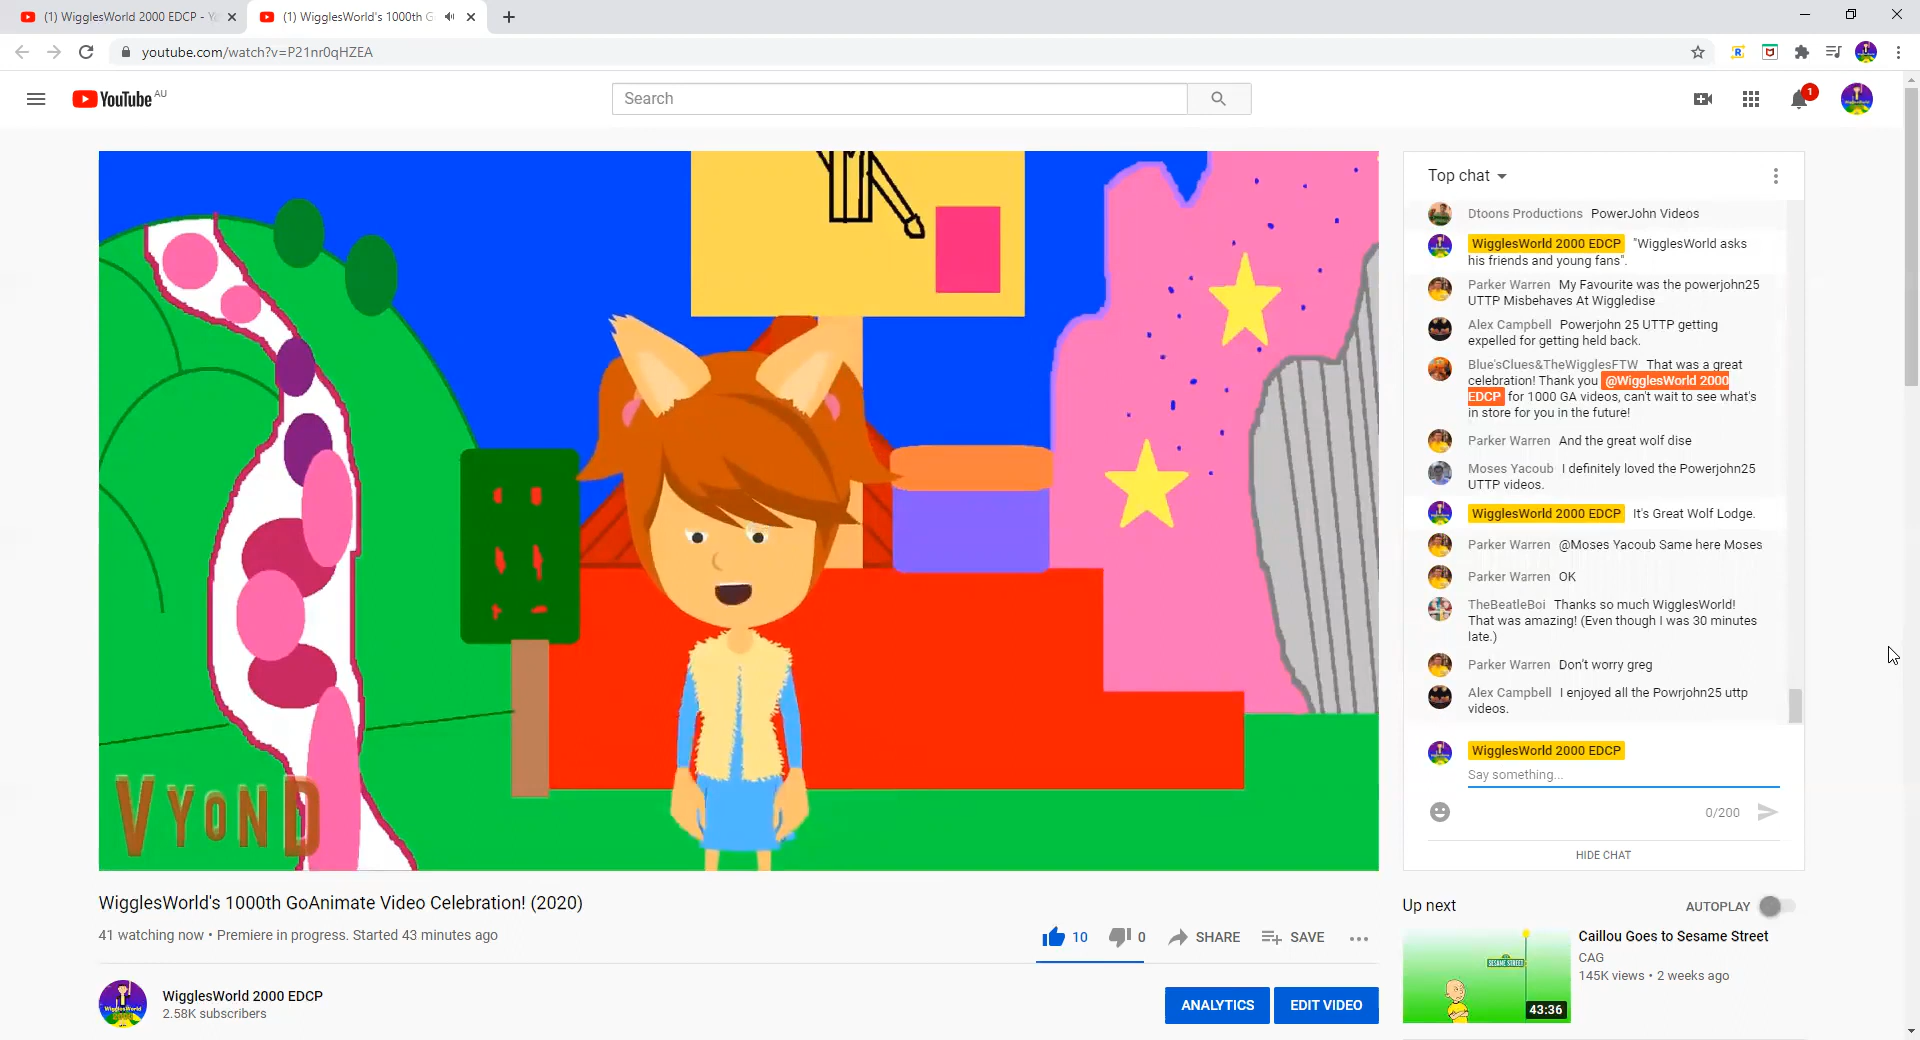 (1) WigglesWorld 2000 EDCP - Yo
(1) WigglesWorld's 1000th G
youtube.com/watch?v=P21nr0qHZEA
YouTube AU
Search
1
Top chat
Dtoons Productions PowerJohn Videos
WigglesWorld 2000 EDCP "WigglesWorld asks
his friends and young fans".
Parker Warren My Favourite was the powerjohn25
UTTP Misbehaves At Wiggledise
Alex Campbell Powerjohn 25 UTTP getting
expelled for getting held back.
Blue'sClues&TheWigglesFTW That was a great
celebration! Thank you @WigglesWorld 2000
EDCP for 1000 GA videos, can't wait to see what's
in store for you in the future!
Parker Warren And the great wolf dise
Moses Yacoub I definitely loved the Powerjohn25
UTTP videos.
WigglesWorld 2000 EDCP It's Great Wolf Lodge.
Parker Warren @Moses Yacoub Same here Moses
Parker Warren OK
TheBeatleBoi Thanks so much WigglesWorld!
That was amazing! (Even though I was 30 minutes
late.)
Parker Warren Don't worry greg
Alex Campbell I enjoyed all the Powrjohn25 uttp
videos.
WigglesWorld 2000 EDCP
Say something...
0/200
HIDE CHAT
VYOND
WigglesWorld's 1000th GoAnimate Video Celebration! (2020)
41 watching now • Premiere in progress. Started 43 minutes ago
10 0 SHARE SAVE
WigglesWorld 2000 EDCP
2.58K subscribers
ANALYTICS EDIT VIDEO
Up next AUTOPLAY
SESAME STREET
43:36
Caillou Goes to Sesame Street
CAG
145K views • 2 weeks ago